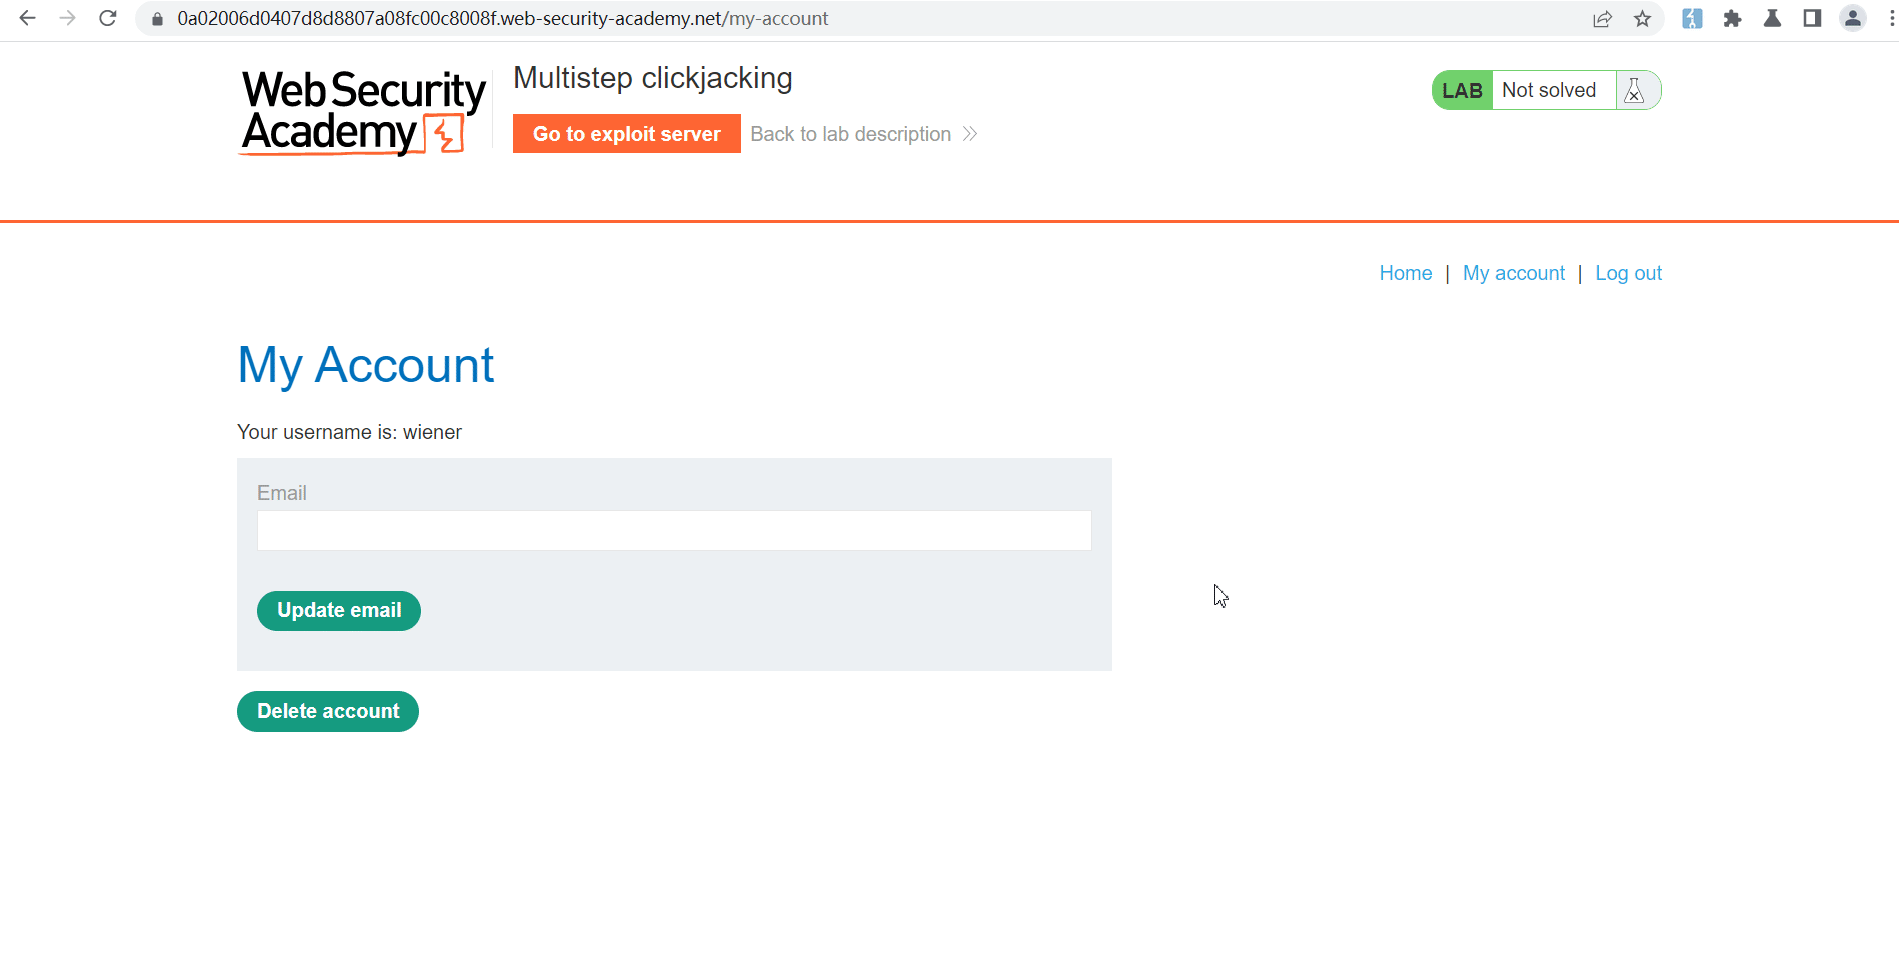 0a02006d0407d8d8807a08fc00c8008f.web-security-academy.net/my-account
Web Security
Academy
Multistep clickjacking
Go to exploit server Back to lab description
LAB Not solved
Home | My account | Log out
My Account
Your username is: wiener
Email
Update email
Delete account